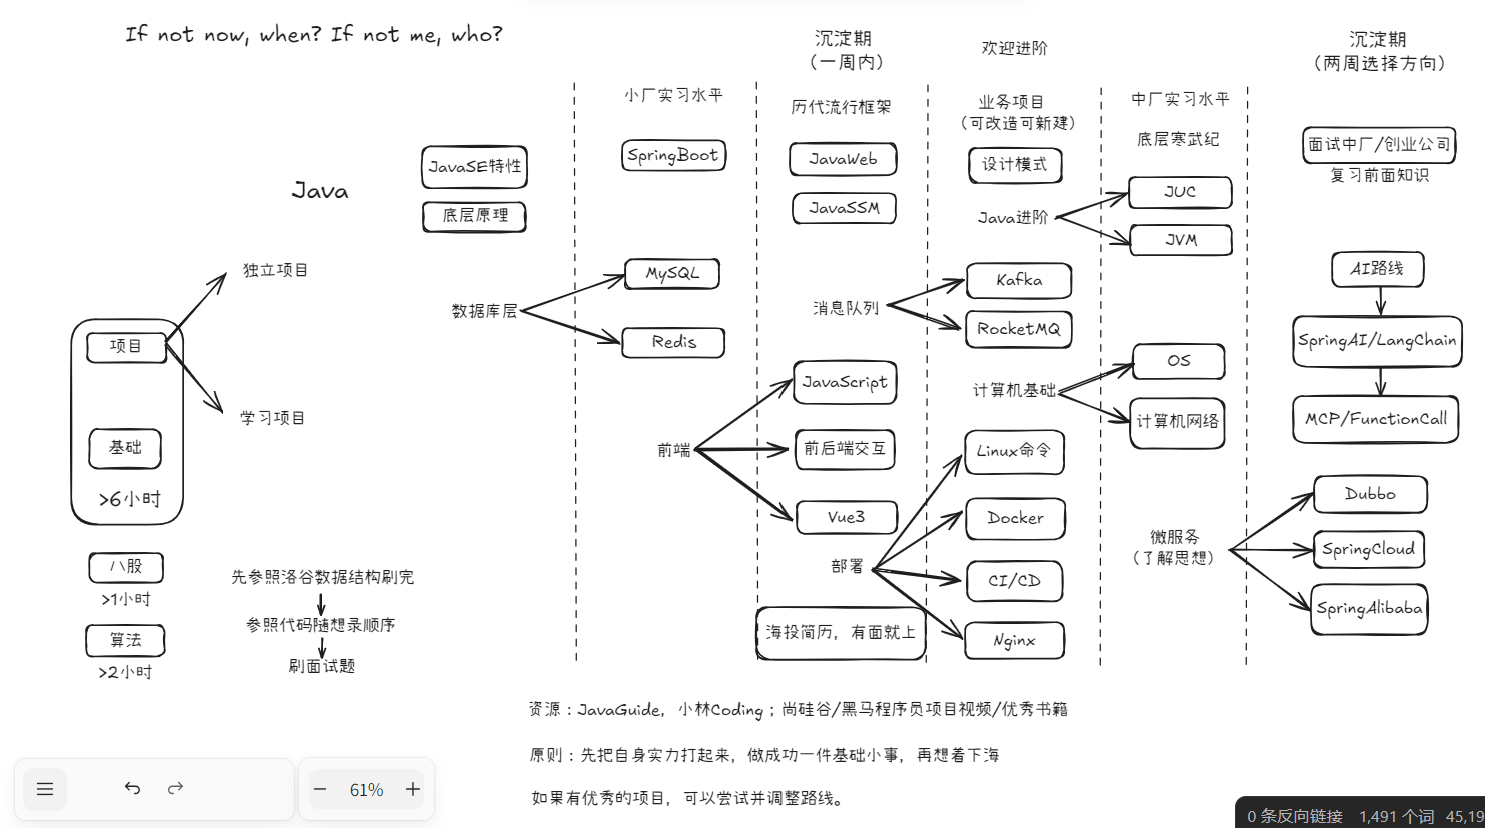 If not now, when? If not me, who?
沉淀期
（一周内）
欢迎进阶
沉淀期
（两周选择方向）
小厂实习水平
历代流行框架
业务项目
（可改造可新建）
中厂实习水平
底层寒武纪
Java
JavaSE特性
底层原理
SpringBoot
JavaWeb
JavaSSM
设计模式
Java进阶
JUC
JVM
面试中厂/创业公司
复习前面知识
独立项目
项目
学习项目
基础
>6小时
数据库层
MySQL
Redis
消息队列
Kafka
RocketMQ
AI路线
SpringAI/LangChain
MCP/FunctionCall
前端
JavaScript
前后端交互
Vue3
计算机基础
OS
计算机网络
部署
Linux命令
Docker
CI/CD
Nginx
微服务
（了解思想）
Dubbo
SpringCloud
SpringAlibaba
八股
>1小时
算法
>2小时
先参照洛谷数据结构刷完
参照代码随想录顺序
刷面试题
海投简历，有面就上
资源：JavaGuide，小林Coding；尚硅谷/黑马程序员项目视频/优秀书籍
原则：先把自身实力打起来，做成功一件基础小事，再想着下海
如果有优秀的项目，可以尝试并调整路线。
61%
0 条反向链接 1,491 个词 45,19